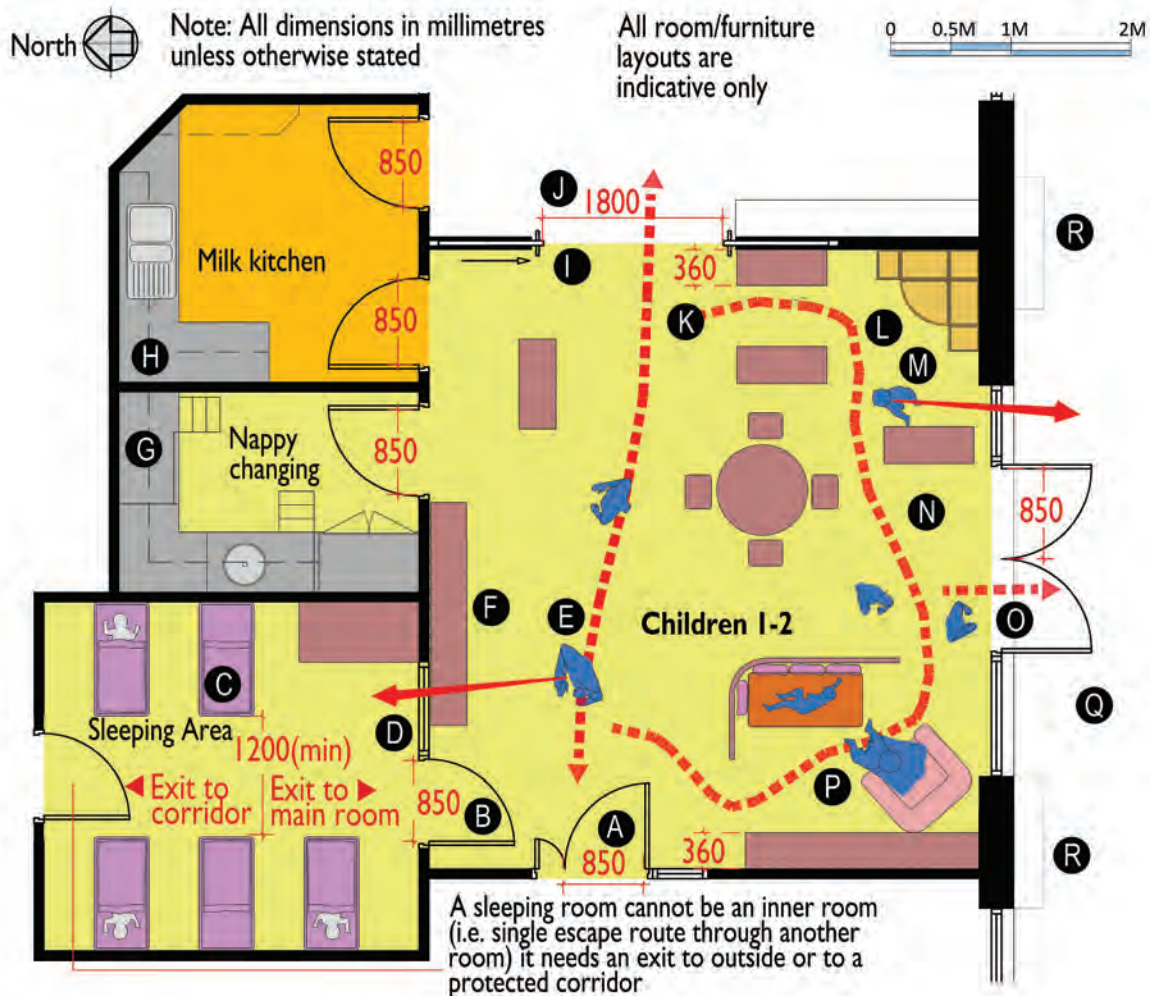 North
Note: All dimensions in millimetres
unless otherwise stated
All room/furniture
layouts are
indicative only
0 0.5M 1M 2M
850
J
1800
R
Milk kitchen
I
360
850
K
L
H
M
G
Nappy
changing
850
N
850
F
E
Children 1-2
O
C
Sleeping Area
D
Q
1200(min)
Exit to
corridor
Exit to
main room
850
B
P
A
850
360
R
A sleeping room cannot be an inner room
(i.e. single escape route through another
room) it needs an exit to outside or to a
protected corridor